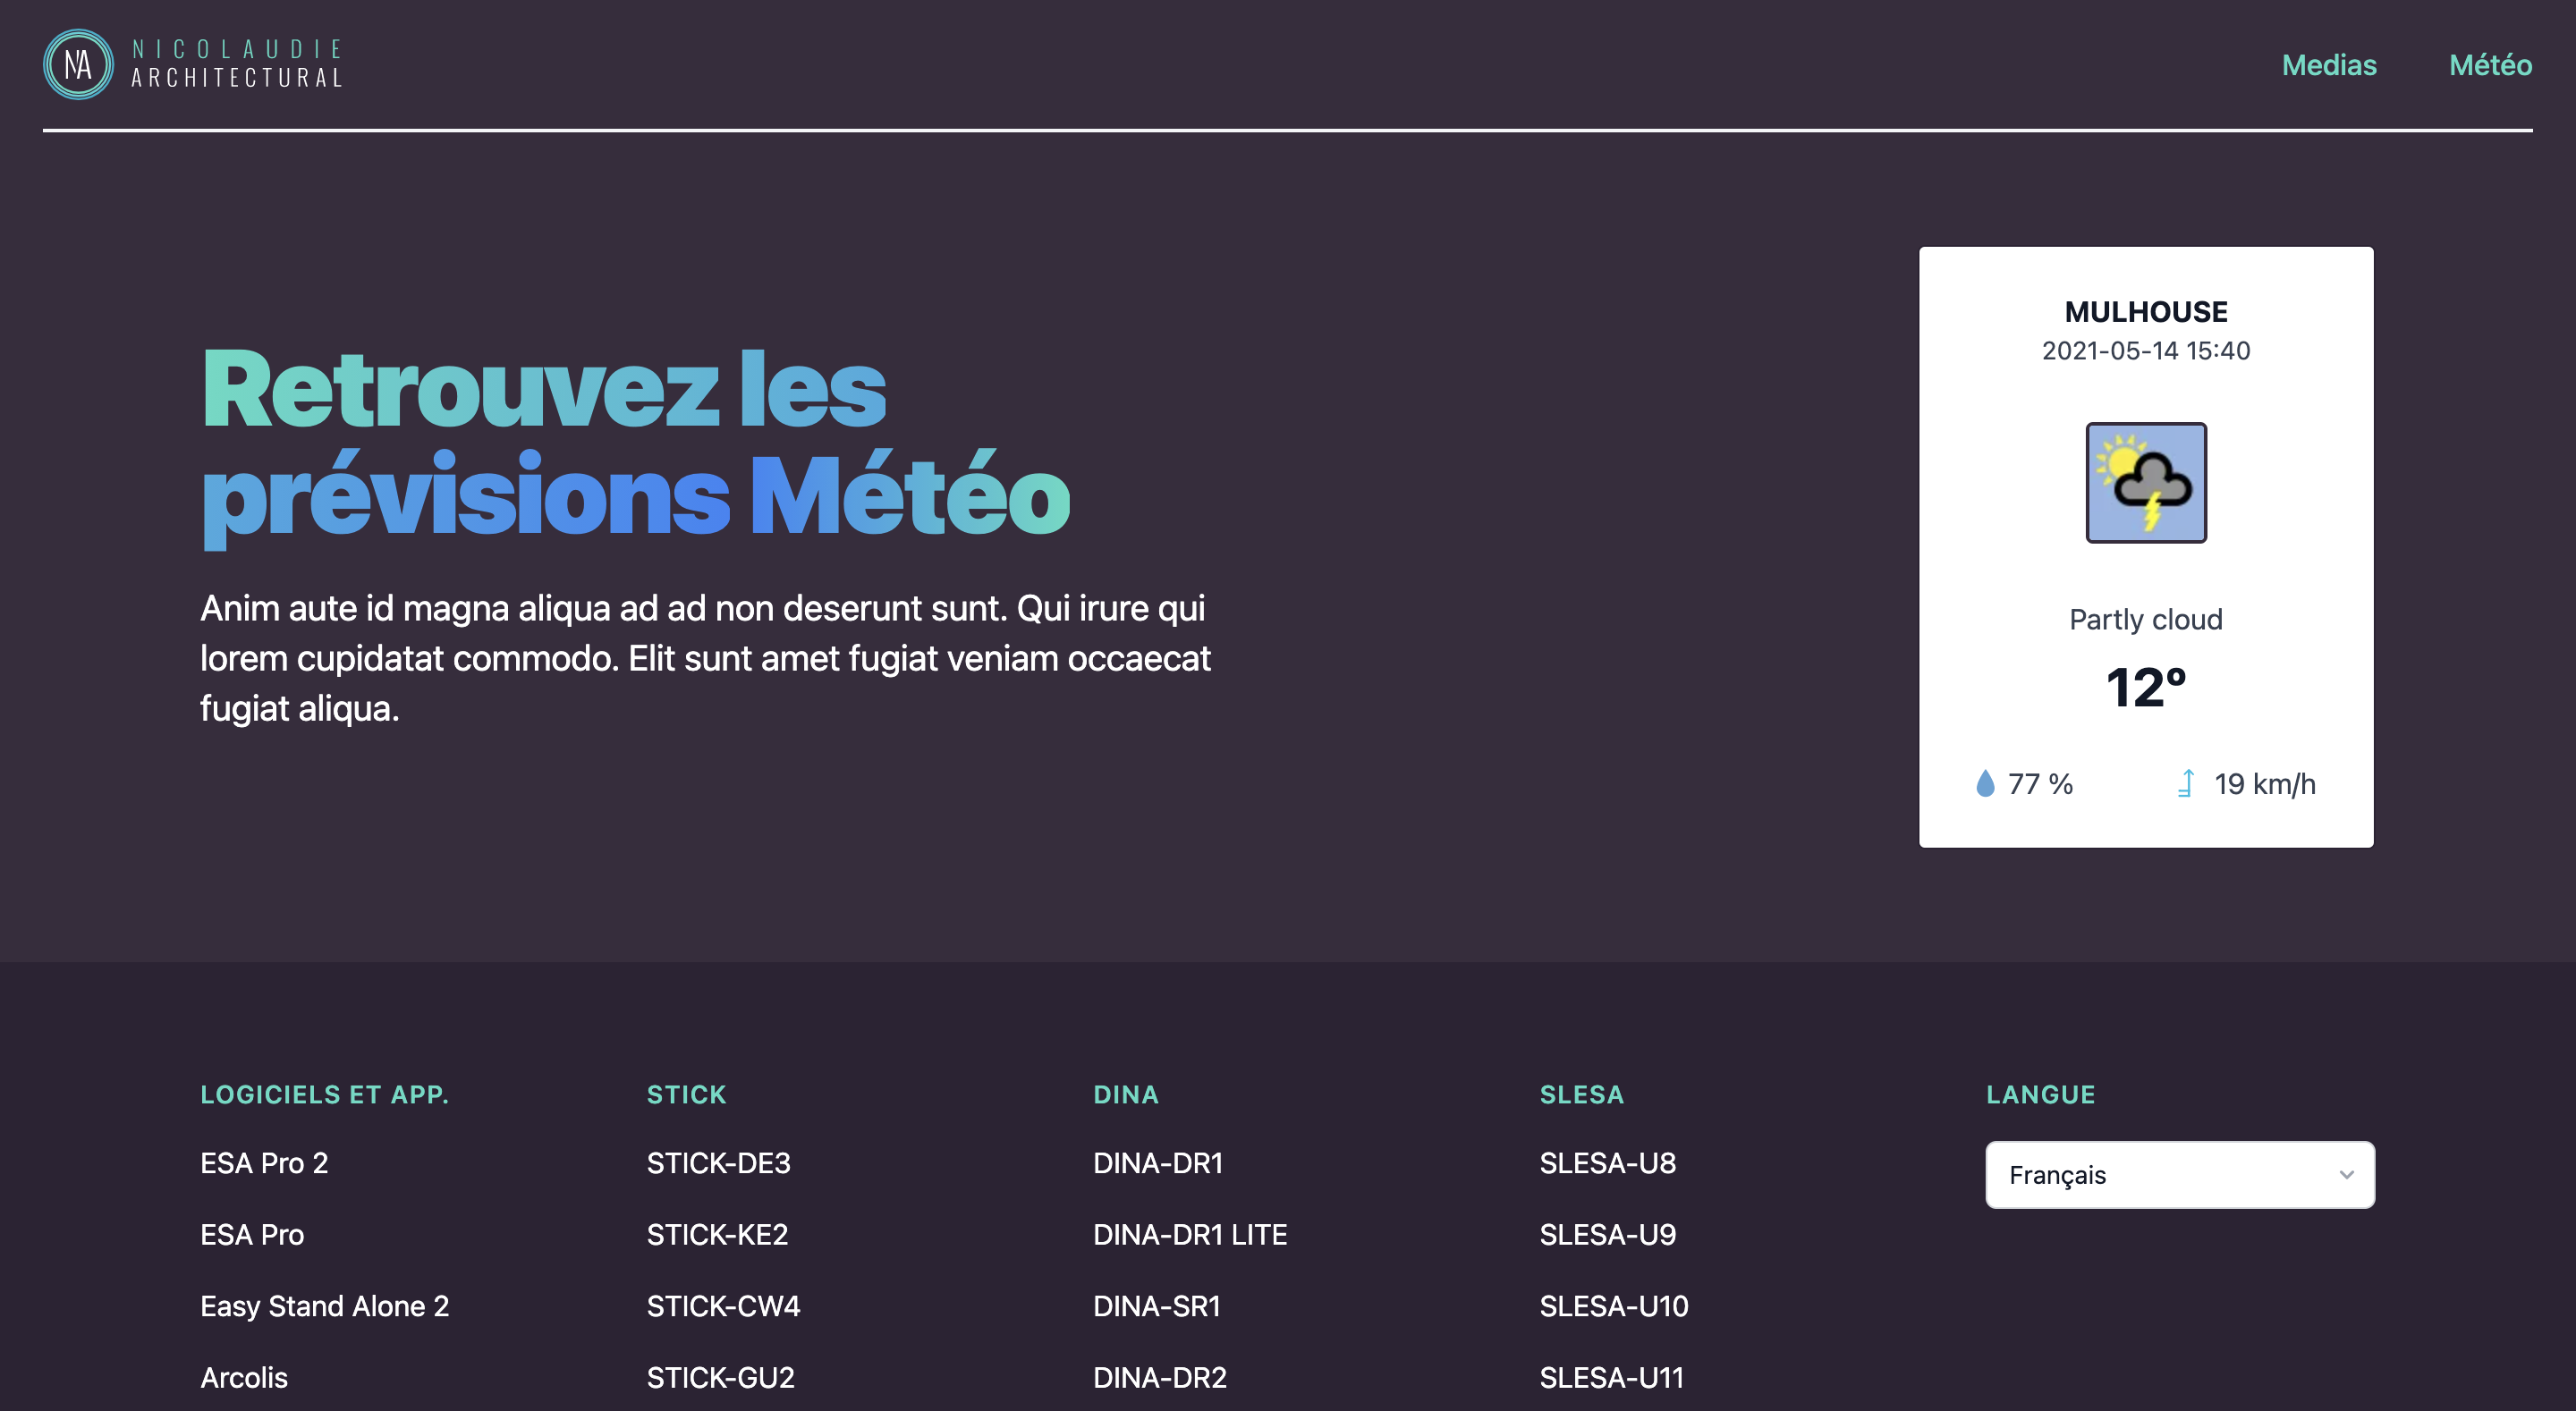 NA
NICOLAUDIE
ARCHITECTURAL
Medias
Météo
Retrouvez les
prévisions Météo
Anim aute id magna aliqua ad ad non deserunt sunt. Qui irure qui
lorem cupidatat commodo. Elit sunt amet fugiat veniam occaecat
fugiat aliqua.
MULHOUSE
2021-05-14 15:40
Partly cloud
12º
77 %
19 km/h
LOGICIELS ET APP.
ESA Pro 2
ESA Pro
Easy Stand Alone 2
Arcolis
STICK
STICK-DE3
STICK-KE2
STICK-CW4
STICK-GU2
DINA
DINA-DR1
DINA-DR1 LITE
DINA-SR1
DINA-DR2
SLESA
SLESA-U8
SLESA-U9
SLESA-U10
SLESA-U11
LANGUE
Français